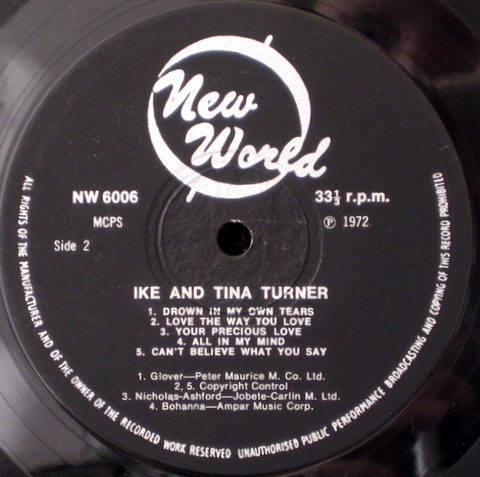 New
World
NW 6006
33⅓ r.p.m.
MCPS
Ⓟ 1972
Side 2
IKE AND TINA TURNER
1. DROWN IN MY OWN TEARS
2. LOVE THE WAY YOU LOVE
3. YOUR PRECIOUS LOVE
4. ALL IN MY MIND
5. CAN'T BELIEVE WHAT YOU SAY
1. Glover—Peter Maurice M. Co. Ltd.
2, 5. Copyright Control
3. Nicholas-Ashford—Jobete-Carlin M. Ltd.
4. Bohanna—Ampar Music Corp.
ALL RIGHTS OF THE MANUFACTURER AND OF THE OWNER OF THE RECORDED WORK RESERVED UNAUTHORISED PUBLIC PERFORMANCE BROADCASTING AND COPYING OF THIS RECORD PROHIBITED